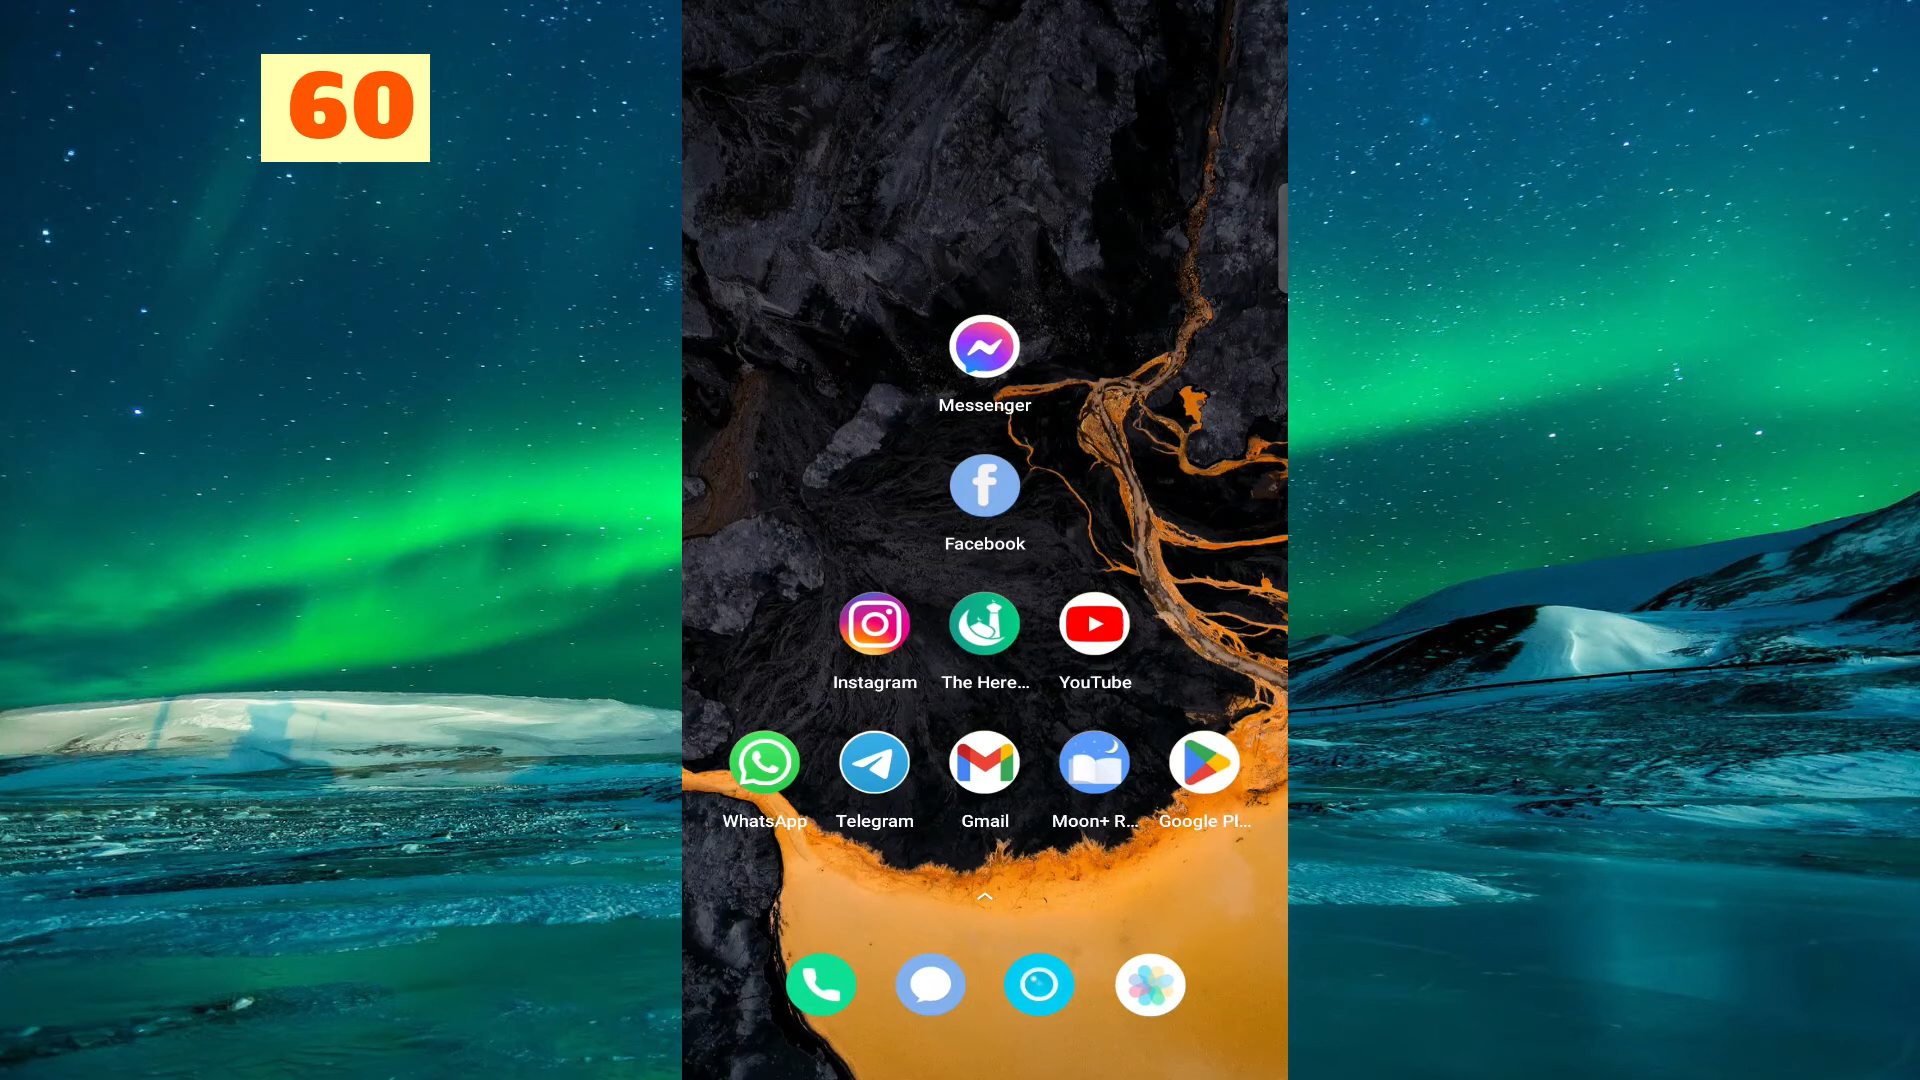 60
Messenger
Facebook
Instagram The Here... YouTube
WhatsApp Telegram Gmail Moon+ R... Google Pl...